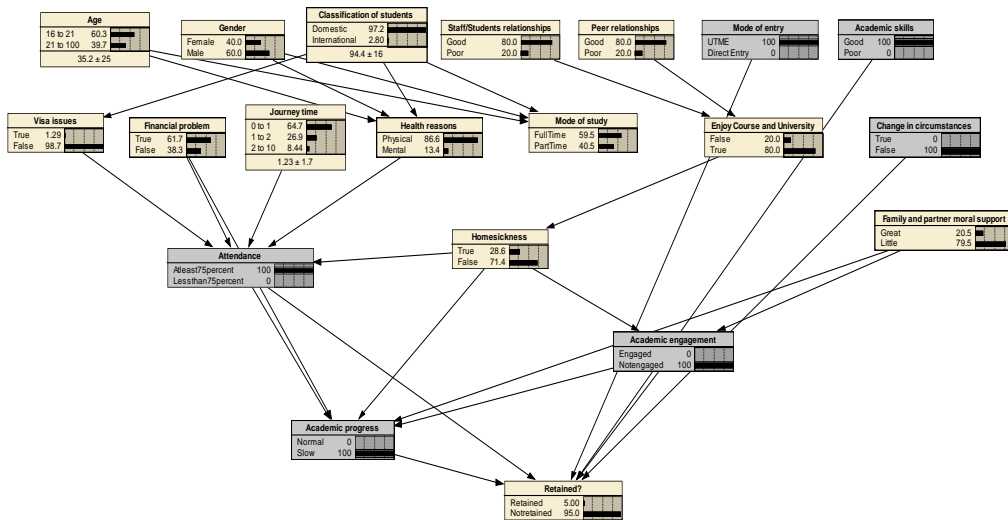 Age
16 to 21 60.3
21 to 100 39.7
35.2 ± 25
Gender
Female 40.0
Male 60.0
Classification of students
Domestic 97.2
International 2.80
94.4 ± 16
Staff/Students relationships
Good 80.0
Poor 20.0
Peer relationships
Good 80.0
Poor 20.0
Mode of entry
UTME 100
Direct Entry 0
Academic skills
Good 100
Poor 0
Visa issues
True 1.29
False 98.7
Financial problem
True 61.7
False 38.3
Journey time
0 to 1 64.7
1 to 2 26.9
2 to 10 8.44
1.23 ± 1.7
Health reasons
Physical 86.6
Mental 13.4
Mode of study
FullTime 59.5
PartTime 40.5
Enjoy Course and University
False 20.0
True 80.0
Change in circumstances
True 0
False 100
Family and partner moral support
Great 20.5
Little 79.5
Attendance
Atleast75percent 100
Lessthan75percent 0
Homesickness
True 28.6
False 71.4
Academic engagement
Engaged 0
Notengaged 100
Academic progress
Normal 0
Slow 100
Retained?
Retained 5.00
Notretained 95.0